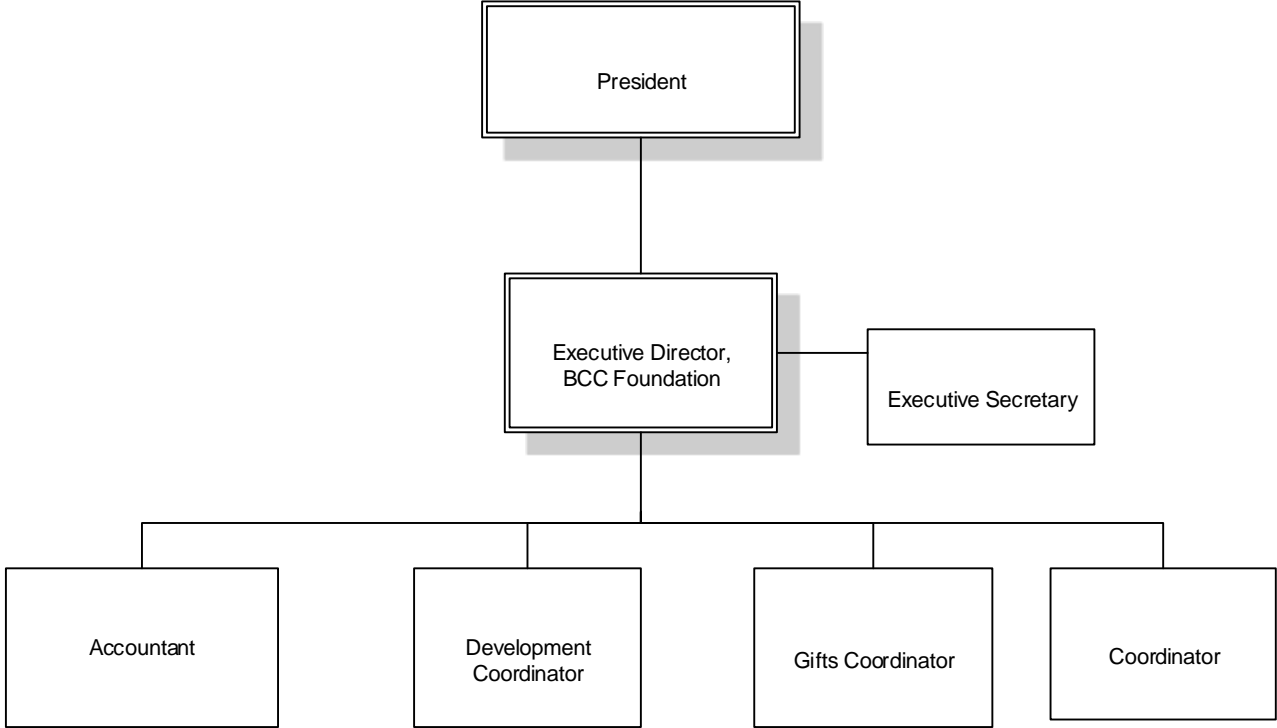 President
Executive Director,
BCC Foundation
Executive Secretary
Accountant
Development
Coordinator
Gifts Coordinator
Coordinator